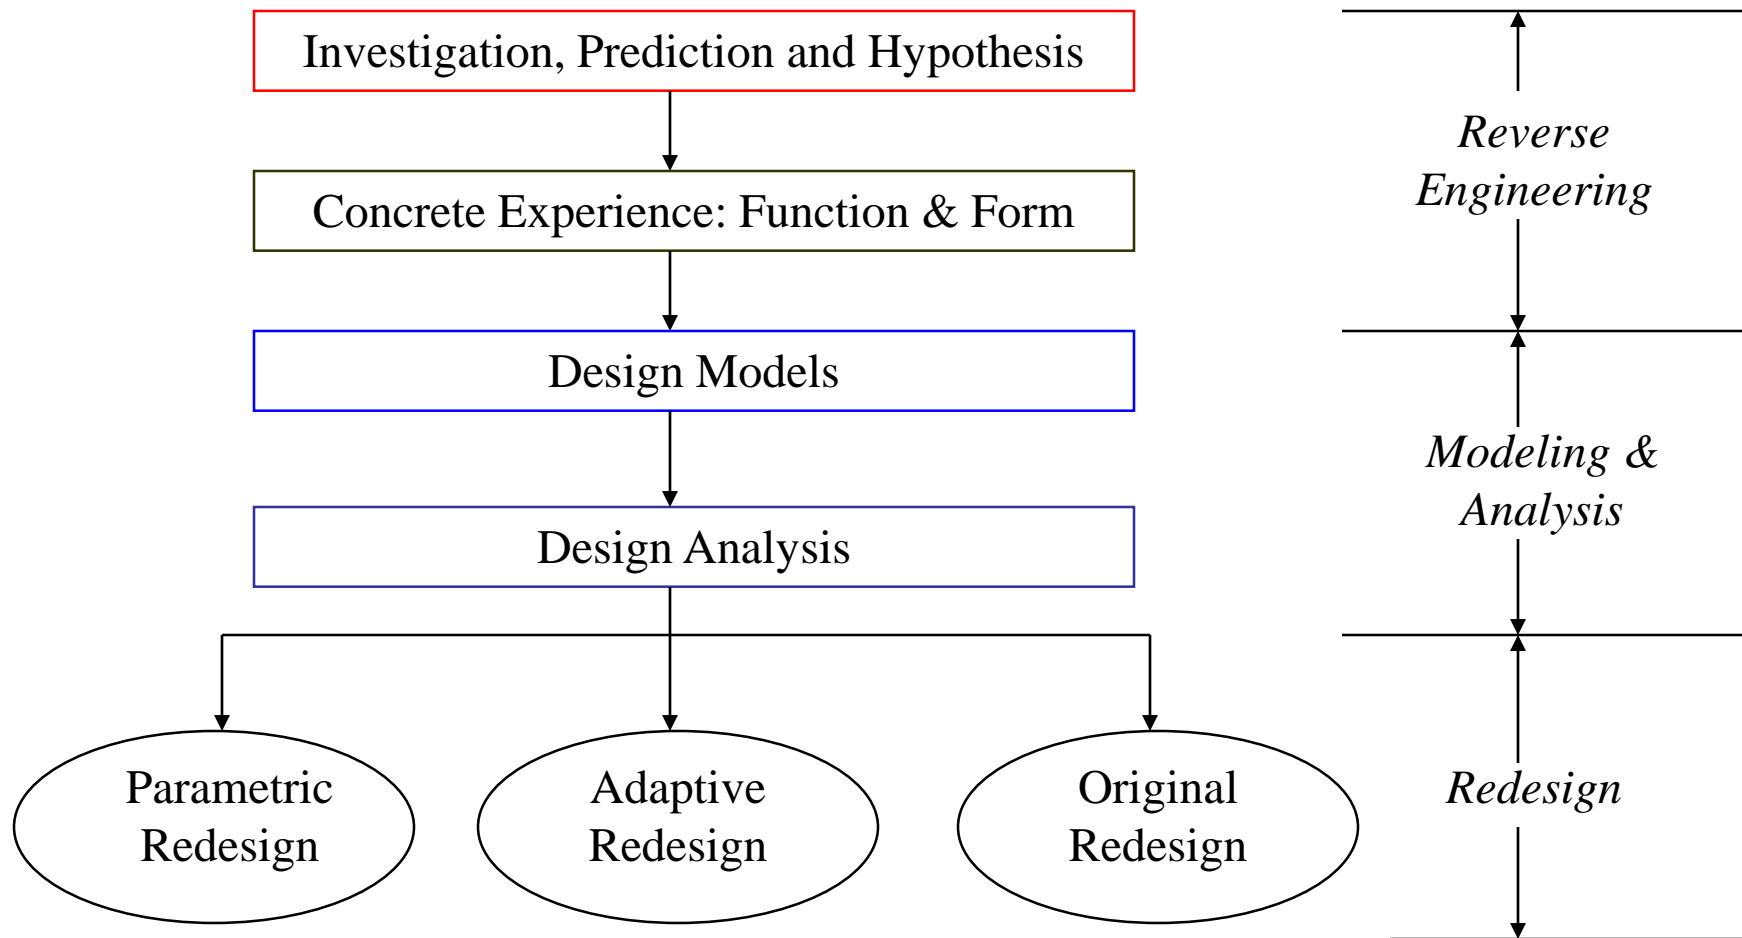 Investigation, Prediction and Hypothesis
Concrete Experience: Function & Form
Design Models
Design Analysis
Parametric
Redesign
Adaptive
Redesign
Original
Redesign
Reverse
Engineering
Modeling &
Analysis
Redesign